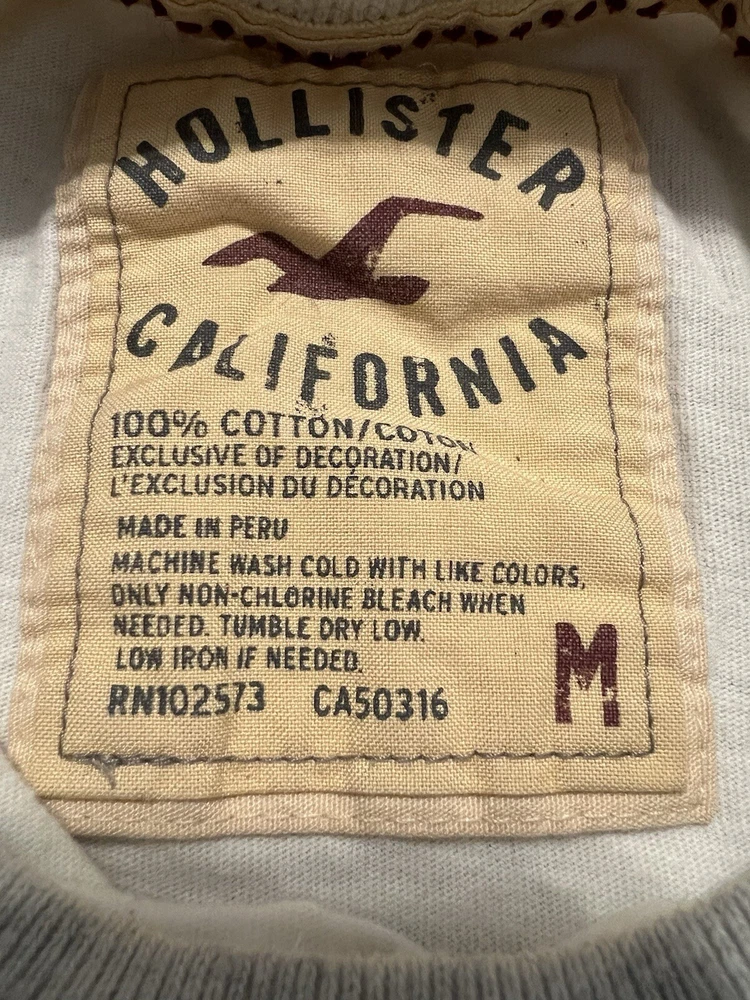 HOLLISTER
CALIFORNIA
100% COTTON/COTON
EXCLUSIVE OF DECORATION/
L'EXCLUSION DU DÉCORATION
MADE IN PERU
MACHINE WASH COLD WITH LIKE COLORS,
ONLY NON-CHLORINE BLEACH WHEN
NEEDED. TUMBLE DRY LOW.
LOW IRON IF NEEDED.
RN102573 CA50316
M